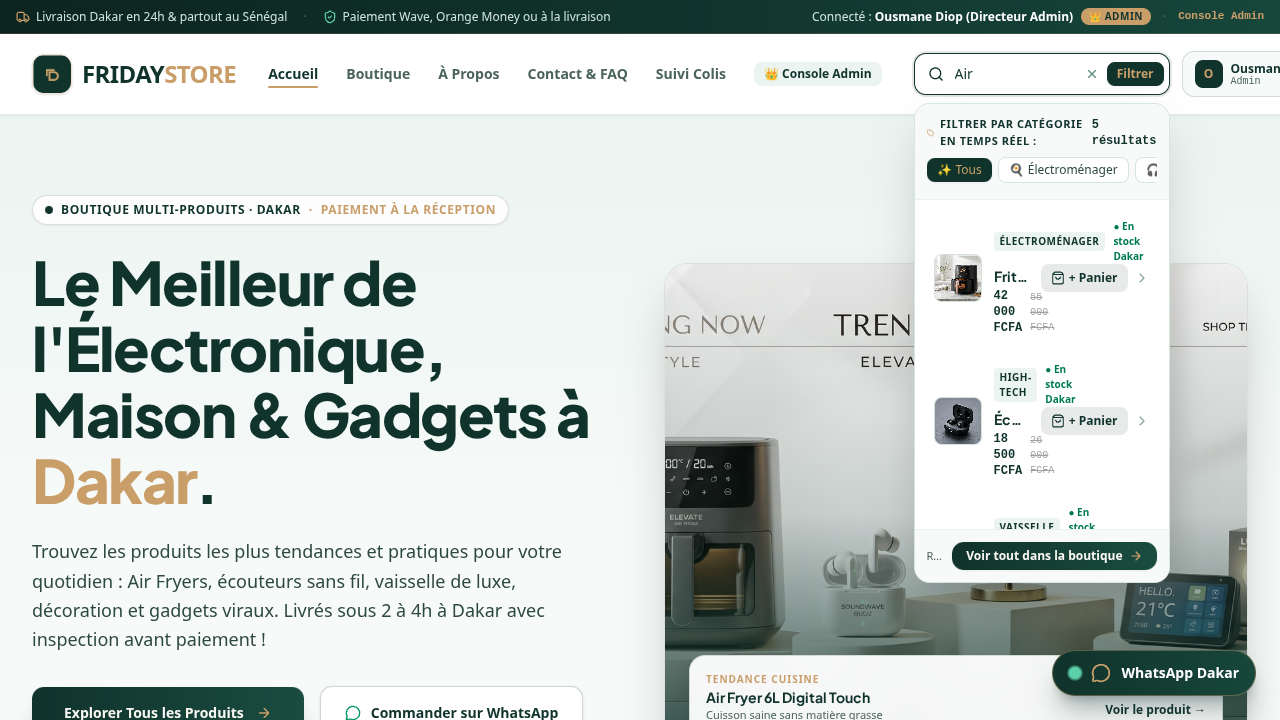 Livraison Dakar en 24h & partout au Sénégal · Paiement Wave, Orange Money ou à la livraison
Connecté : Ousmane Diop (Directeur Admin) 👑 ADMIN · Console Admin
FRIDAYSTORE
Accueil Boutique À Propos Contact & FAQ Suivi Colis 👑 Console Admin
Air × Filtrer
O Ousman
Admin
FILTRER PAR CATÉGORIE EN TEMPS RÉEL :
5 résultats
✨ Tous 🍳 Électroménager 🎧
ÉLECTROMÉNAGER
● En stock Dakar
Frit...
42 000 FCFA
55 000 FCFA
+ Panier
HIGH-TECH
● En stock Dakar
Éc...
18 500 FCFA
26 000 FCFA
+ Panier
VAISSELLE
● En stock
R...
Voir tout dans la boutique →
● BOUTIQUE MULTI-PRODUITS · DAKAR · PAIEMENT À LA RÉCEPTION
Le Meilleur de
l'Électronique,
Maison & Gadgets à
Dakar.
Trouvez les produits les plus tendances et pratiques pour votre
quotidien : Air Fryers, écouteurs sans fil, vaisselle de luxe,
décoration et gadgets viraux. Livrés sous 2 à 4h à Dakar avec
inspection avant paiement !
Explorer Tous les Produits →
Commander sur WhatsApp
NG NOW
TREN
SHOP T
TYLE
ELEVA
ELEVATE
SOUNDWAVE
BUDZ
HELLO.
21°C
TENDANCE CUISINE
Air Fryer 6L Digital Touch
Cuisson saine sans matière grasse
Voir le produit →
WhatsApp Dakar